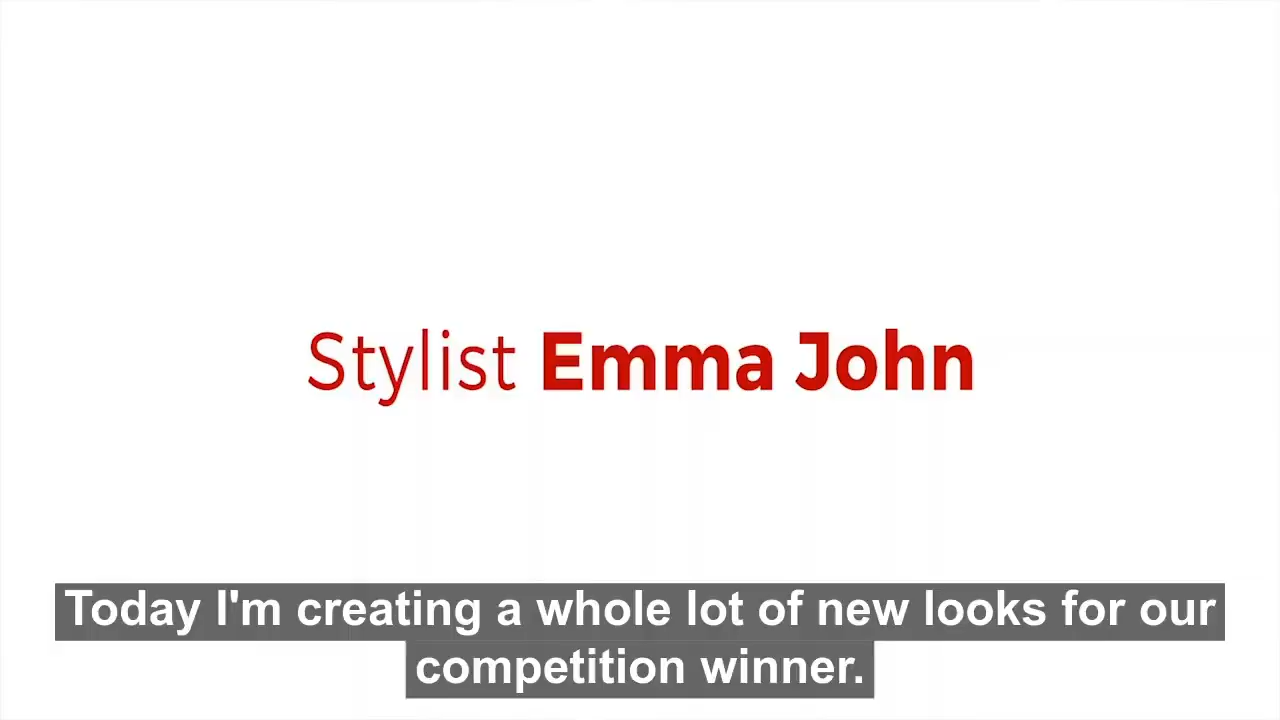 Stylist Emma John
Today I'm creating a whole lot of new looks for our
competition winner.